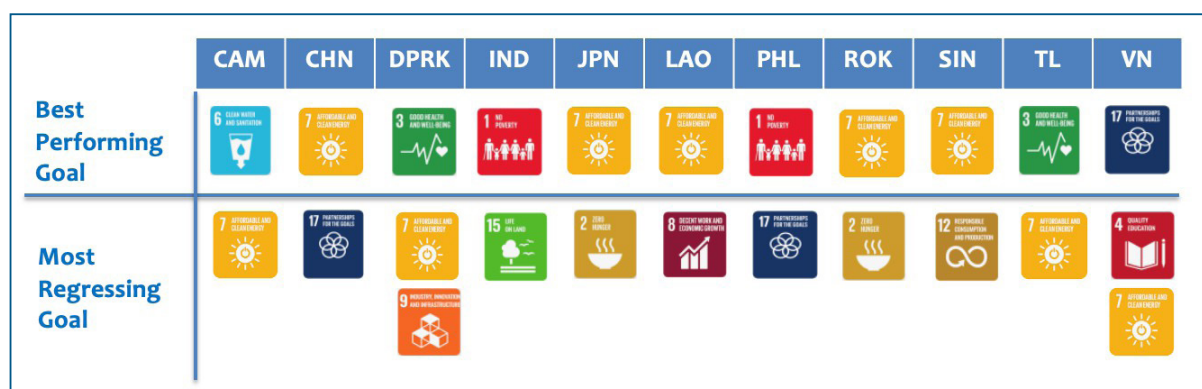 CAM CHN DPRK IND JPN LAO PHL ROK SIN TL VN
Best
Performing
Goal
6 CLEAN WATER
AND SANITATION
7 AFFORDABLE AND
CLEAN ENERGY
3 GOOD HEALTH
AND WELL-BEING
1 NO
POVERTY
7 AFFORDABLE AND
CLEAN ENERGY
7 AFFORDABLE AND
CLEAN ENERGY
1 NO
POVERTY
7 AFFORDABLE AND
CLEAN ENERGY
7 AFFORDABLE AND
CLEAN ENERGY
3 GOOD HEALTH
AND WELL-BEING
17 PARTNERSHIPS
FOR THE GOALS
Most
Regressing
Goal
7 AFFORDABLE AND
CLEAN ENERGY
17 PARTNERSHIPS
FOR THE GOALS
7 AFFORDABLE AND
CLEAN ENERGY
15 LIFE
ON LAND
2 ZERO
HUNGER
8 DECENT WORK AND
ECONOMIC GROWTH
17 PARTNERSHIPS
FOR THE GOALS
2 ZERO
HUNGER
12 RESPONSIBLE
CONSUMPTION
AND PRODUCTION
7 AFFORDABLE AND
CLEAN ENERGY
4 QUALITY
EDUCATION
9 INDUSTRY, INNOVATION
AND INFRASTRUCTURE
7 AFFORDABLE AND
CLEAN ENERGY